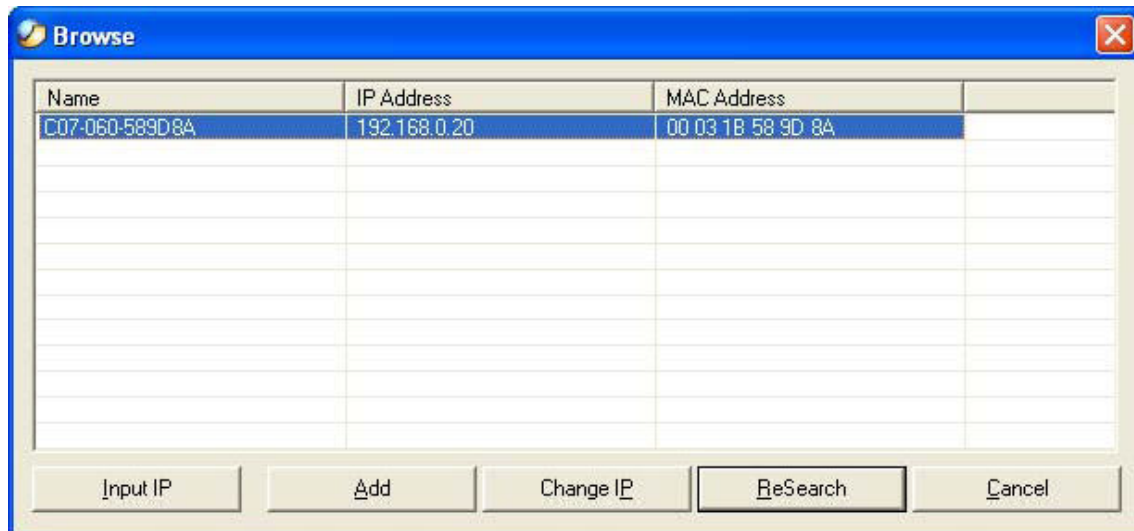 Browse
Name IP Address MAC Address
C07-060-589D8A 192.168.0.20 00 03 1B 58 9D 8A
Input IP Add Change IP ReSearch Cancel